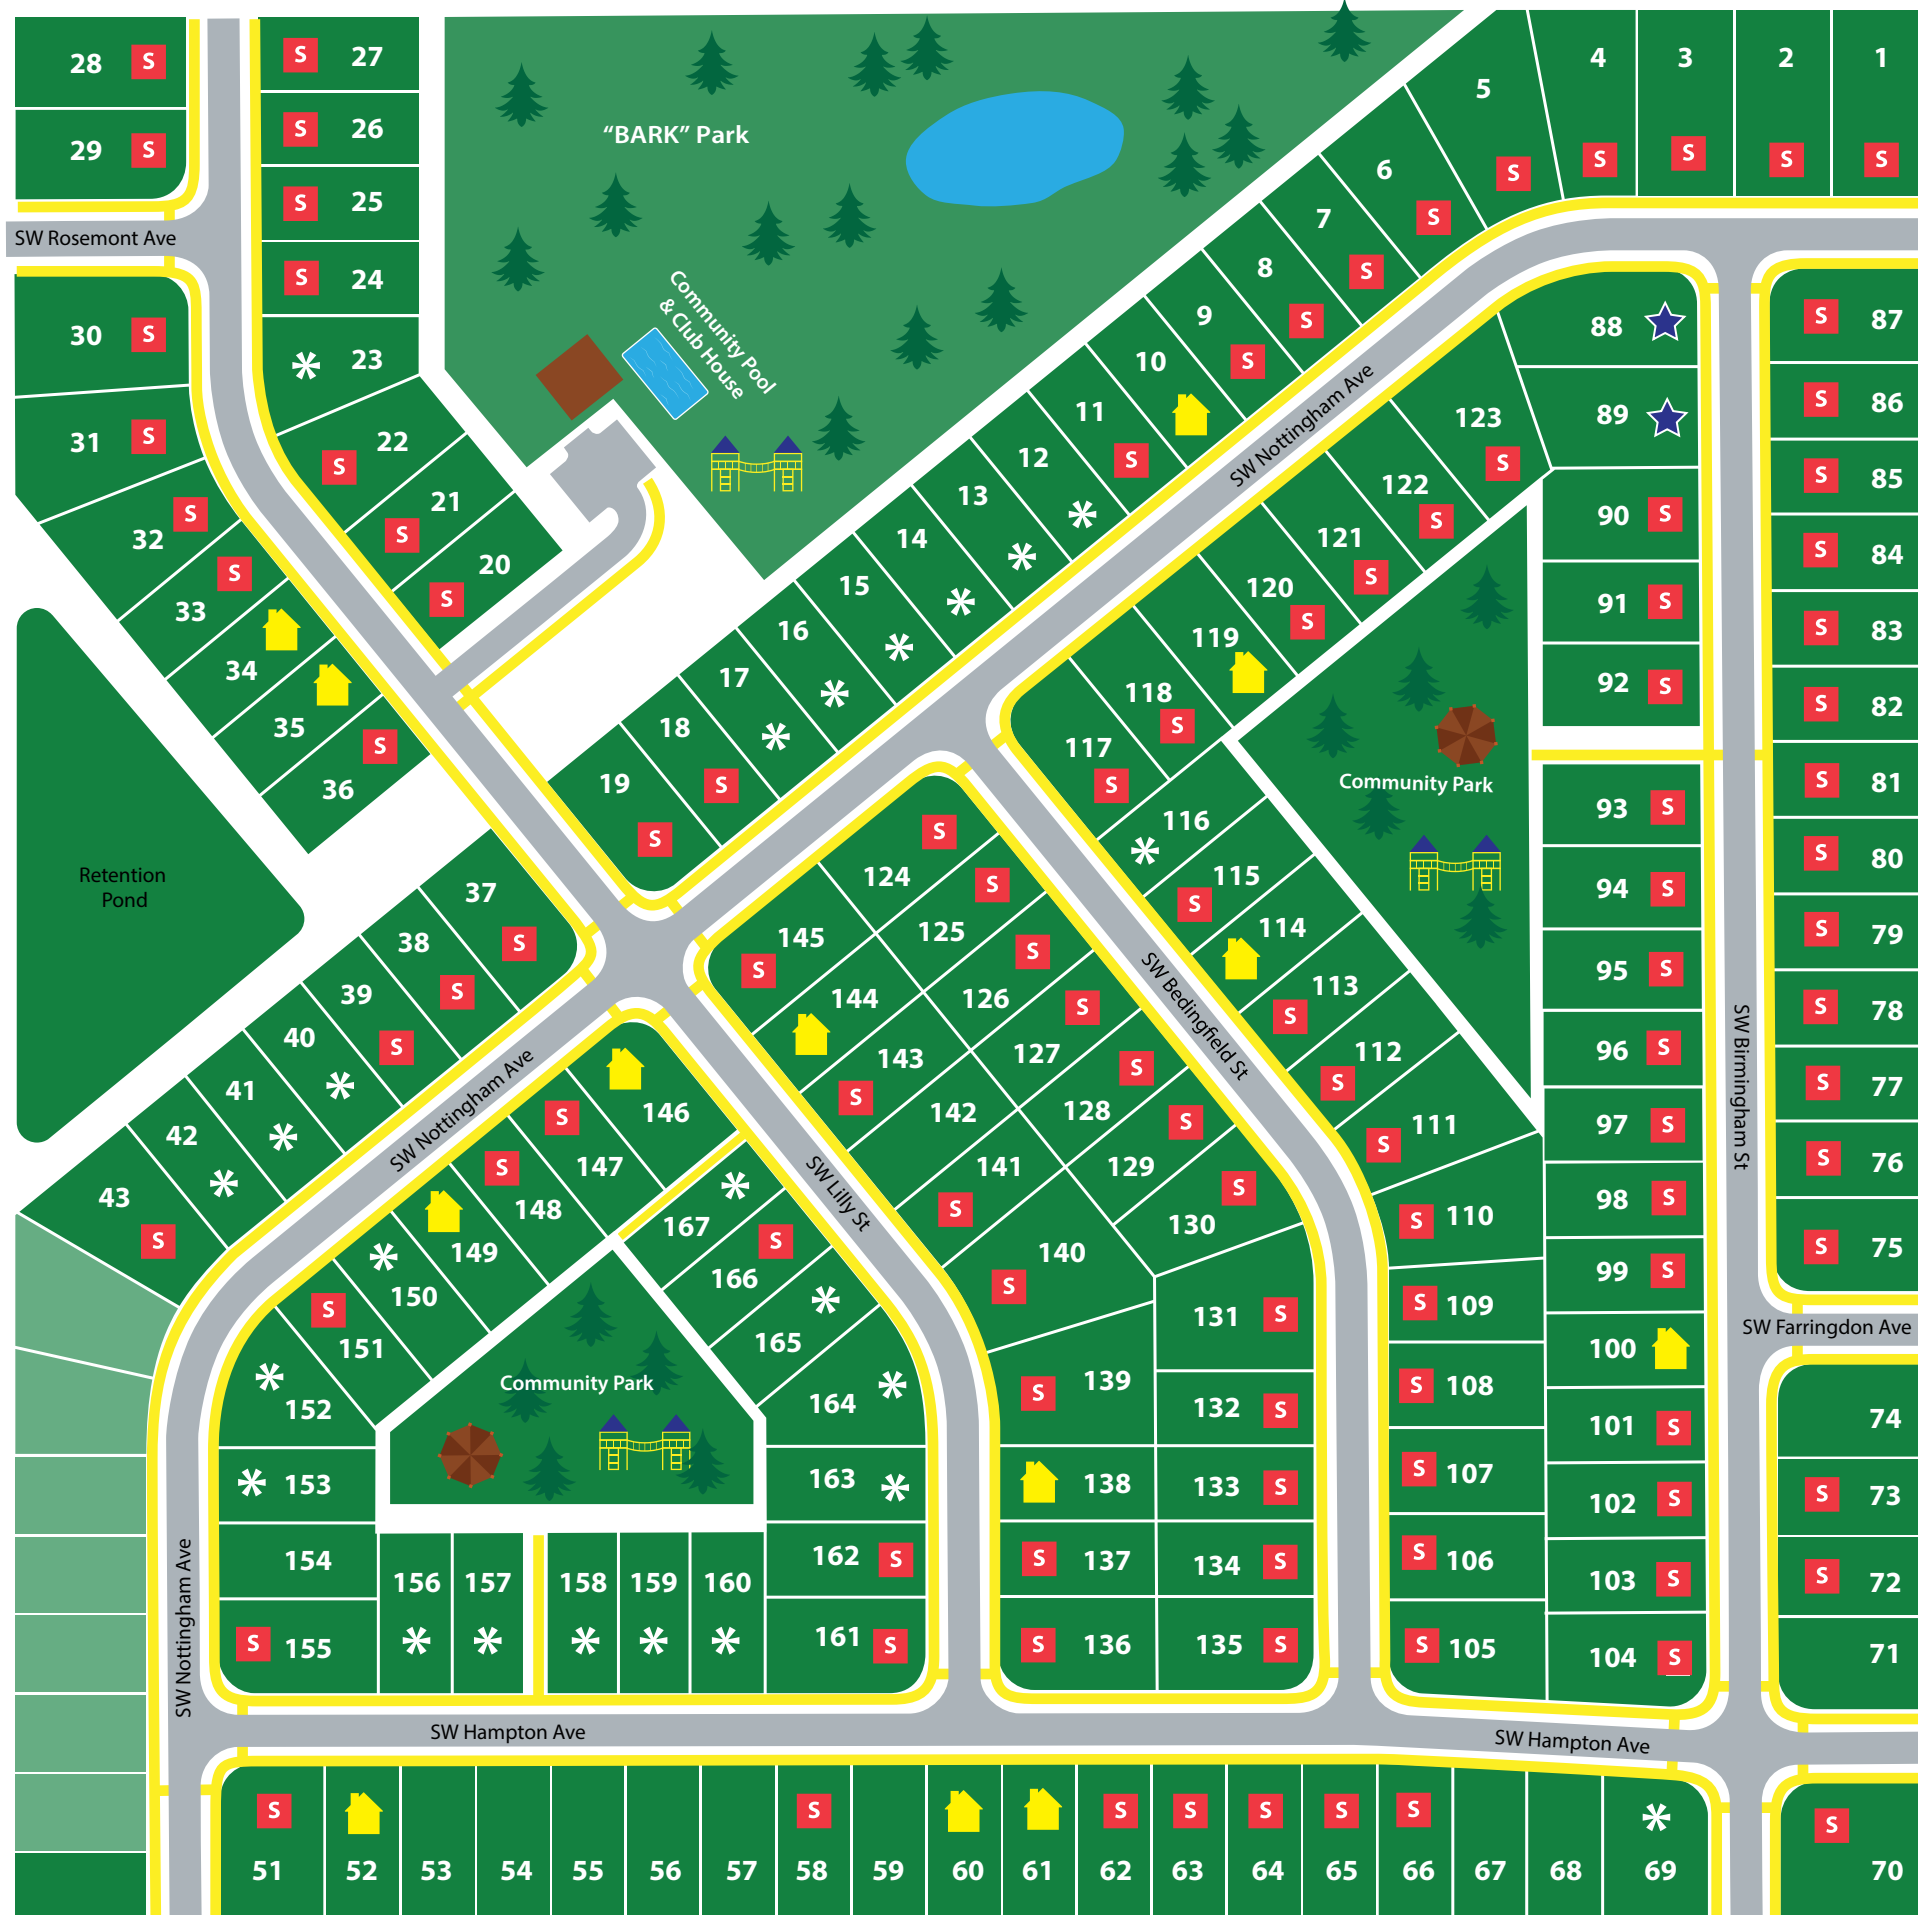 28 S
S 27
29 S
S 26
S 25
S 24
* 23
SW Rosemont Ave
30 S
31 S
S 22
S 21
S 20
32 S
33 S
34
35
36 S
"BARK" Park
Community Pool
& Club House
1 S
2 S
3 S
4 S
5 S
6 S
7 S
8 S
9 S
10
11 S
12 *
13 *
14 *
15 *
16 *
17 *
18 S
19 S
SW Nottingham Ave
88
89
90 S
91 S
92 S
93 S
94 S
95 S
96 S
97 S
98 S
99 S
100
101 S
102 S
103 S
104 S
S 87
S 86
S 85
S 84
S 83
S 82
S 81
S 80
S 79
S 78
S 77
S 76
S 75
SW Birmingham St
SW Farringdon Ave
74
S 73
S 72
71
S 70
123 S
122 S
121 S
120 S
119
118 S
117 S
116 *
115 S
114
113 S
112 S
111 S
S 110
S 109
S 108
S 107
S 106
S 105
Community Park
SW Bedingfield St
124 S
125 S
126 S
127 S
128 S
129 S
130 S
131 S
132 S
133 S
134 S
135 S
S 136
S 137
138
S 139
S 140
S 141
142
143 S
144
145 S
Retention
Pond
37 S
38 S
39 S
40 *
41 *
42 *
43 S
SW Nottingham Ave
SW Lilly St
146
147 S
148 S
149
150 *
151 S
152 *
* 153
154
S 155
156 *
157 *
158 *
159 *
160 *
161 S
162 S
163 *
164 *
165 *
166 S
167 *
Community Park
SW Nottingham Ave
SW Hampton Ave
SW Hampton Ave
S 51
52
53
54
55
56
57
S 58
59
60
61
S 62
S 63
S 64
S 65
S 66
67
68
* 69